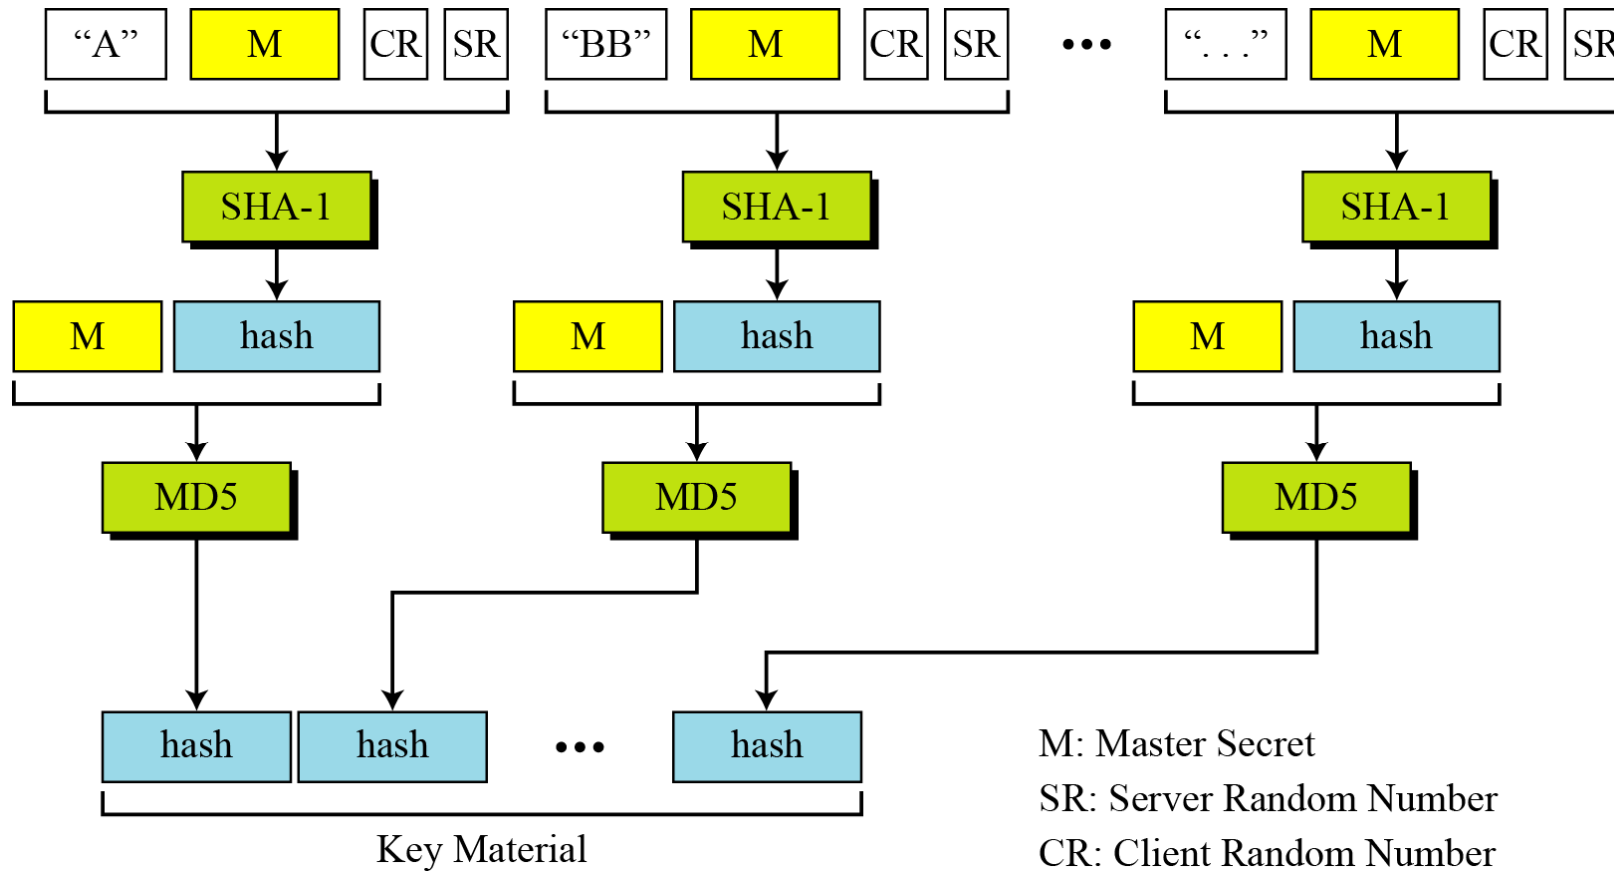 “A” M CR SR “BB” M CR SR ••• “. . .” M CR SR
SHA-1 SHA-1 SHA-1
M hash M hash M hash
MD5 MD5 MD5
hash hash ••• hash
M: Master Secret
SR: Server Random Number
Key Material
CR: Client Random Number